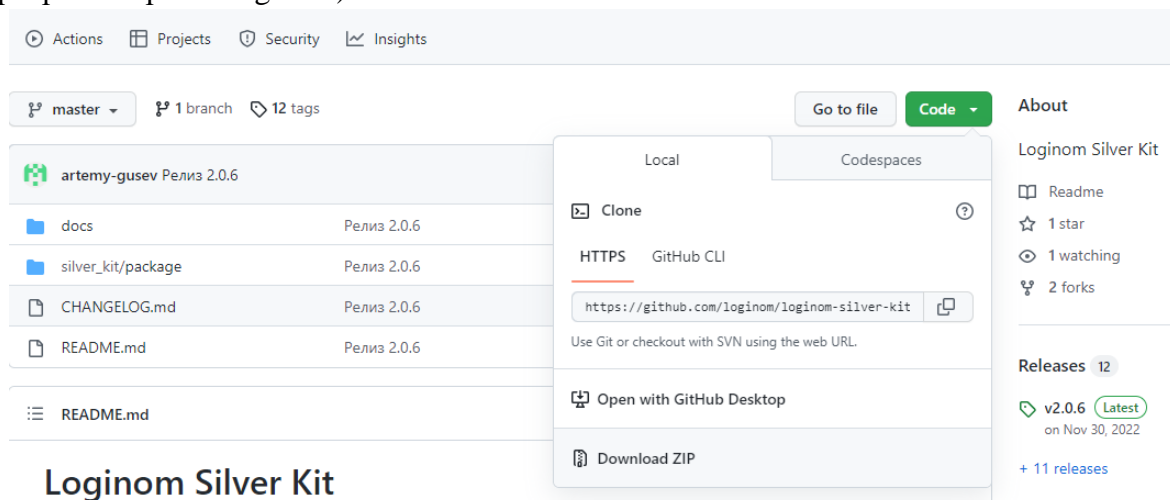 Actions Projects Security Insights
master 1 branch 12 tags Go to file Code
artemy-gusev Релиз 2.0.6
docs Релиз 2.0.6
silver_kit/package Релиз 2.0.6
CHANGELOG.md Релиз 2.0.6
README.md Релиз 2.0.6
README.md
Loginom Silver Kit
Local Codespaces
Clone
HTTPS GitHub CLI
https://github.com/loginom/loginom-silver-kit
Use Git or checkout with SVN using the web URL.
Open with GitHub Desktop
Download ZIP
About
Loginom Silver Kit
Readme
1 star
1 watching
2 forks
Releases 12
v2.0.6 Latest
on Nov 30, 2022
+ 11 releases